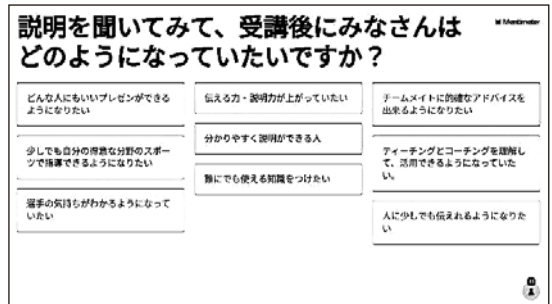 説明を聞いてみて、受講後にみなさんは
どのようになっていたいですか？
Mentimeter
どんな人にもいいプレゼンができる
ようになりたい
少しでも自分の得意な分野のスポー
ツで指導できるようになりたい
選手の気持ちがわかるようになって
いたい
伝える力・説明力が上がっていたい
分かりやすく説明ができる人
誰にでも使える知識をつけたい
チームメイトに的確なアドバイスを
出来るようになりたい
ティーチングとコーチングを理解し
て、活用できるようになっていた
い。
人に少しでも伝えれるようになりた
い